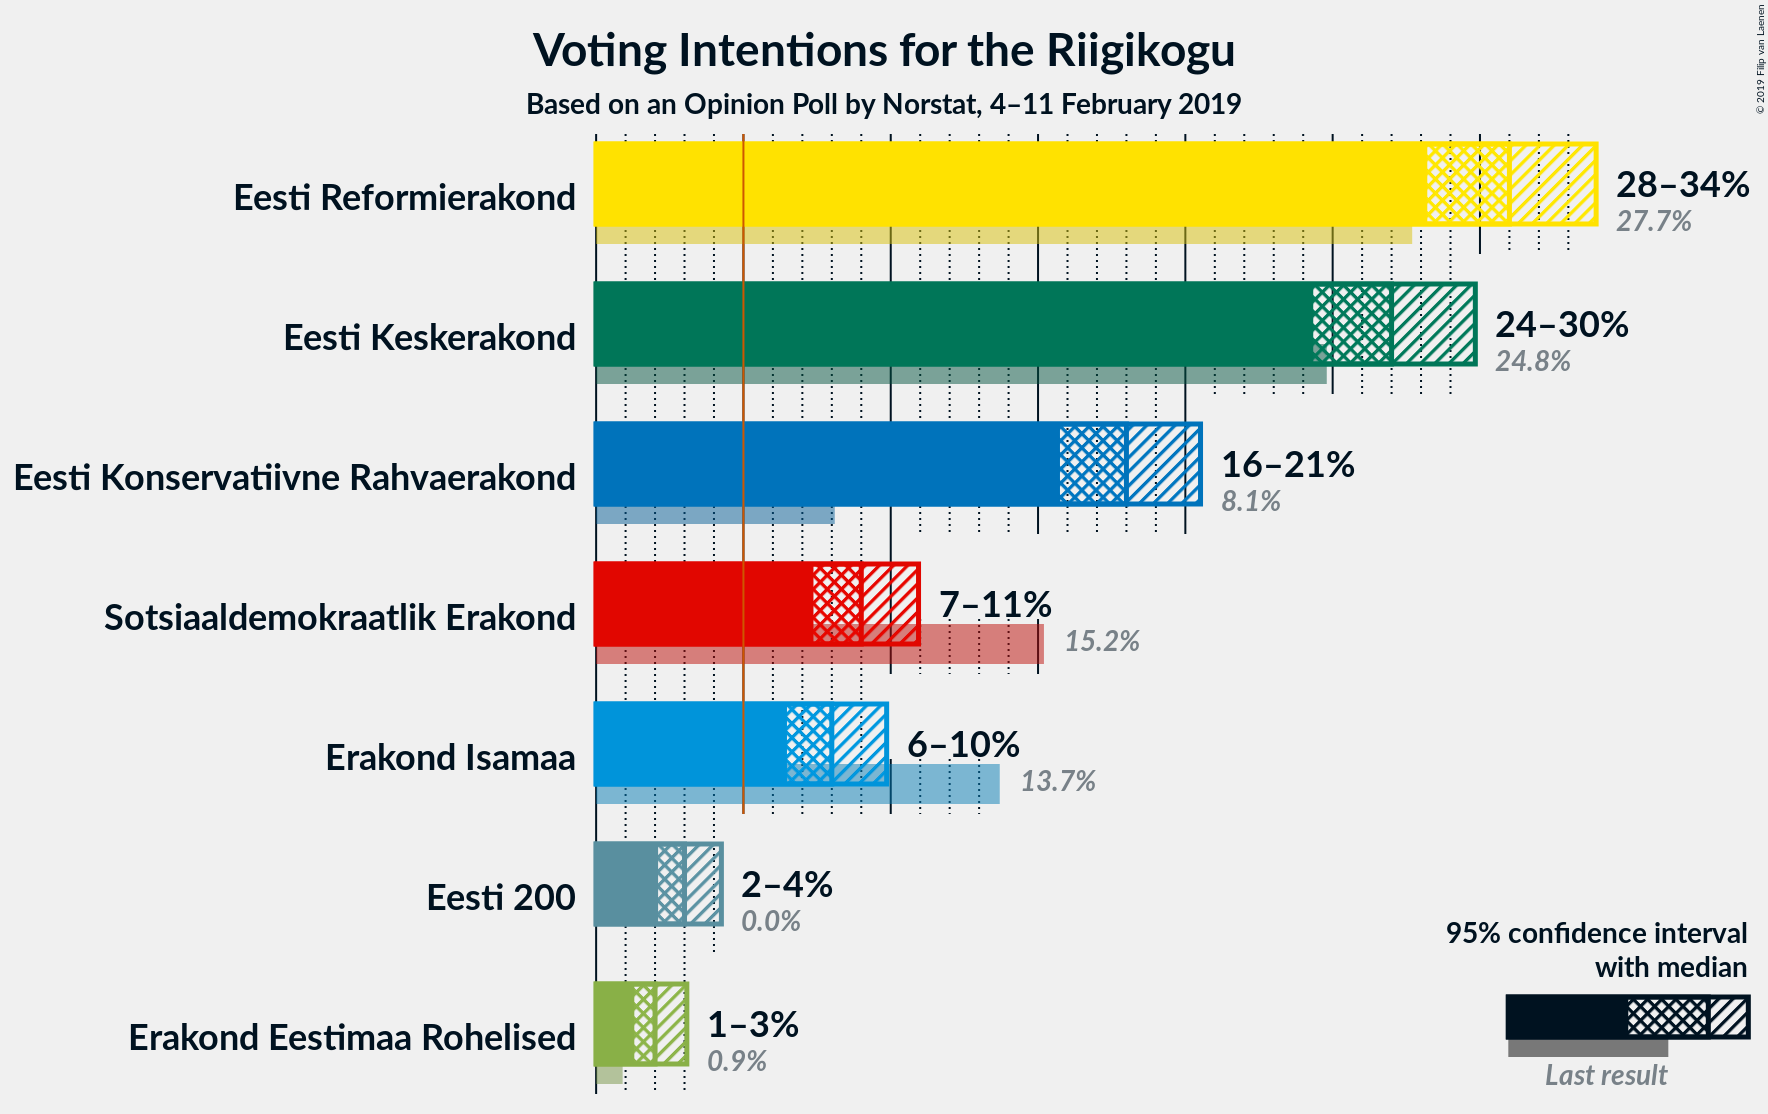 Voting Intentions for the Riigikogu
Based on an Opinion Poll by Norstat, 4–11 February 2019
© 2019 Filip van Laenen
Eesti Reformierakond
28–34%
27.7%
Eesti Keskerakond
24–30%
24.8%
Eesti Konservatiivne Rahvaerakond
16–21%
8.1%
Sotsiaaldemokraatlik Erakond
7–11%
15.2%
Erakond Isamaa
6–10%
13.7%
Eesti 200
2–4%
0.0%
Erakond Eestimaa Rohelised
1–3%
0.9%
95% confidence interval
with median
Last result